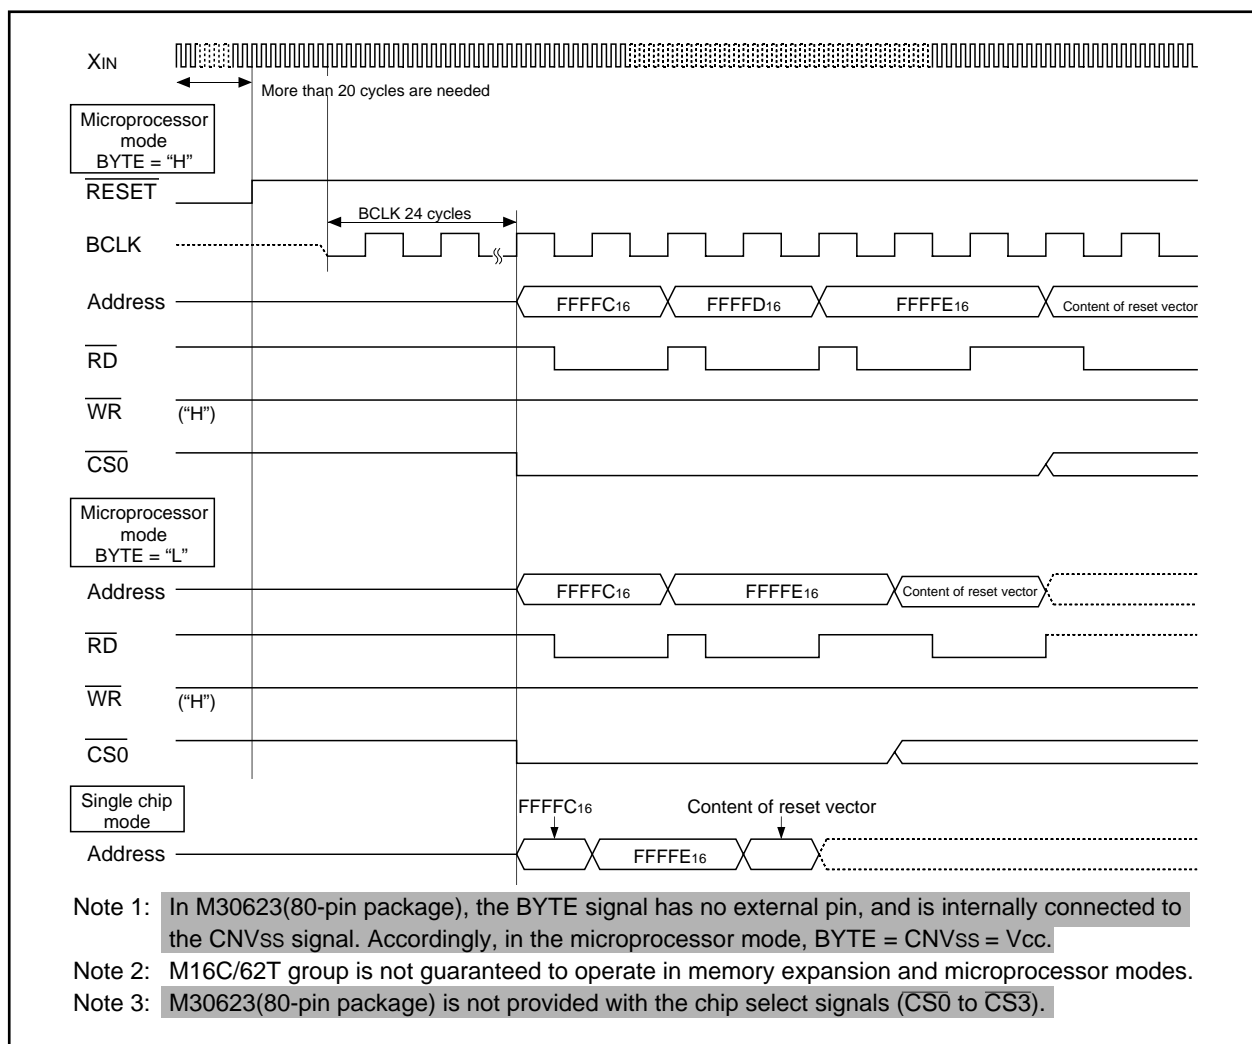 XIN
More than 20 cycles are needed
Microprocessor
mode
BYTE = “H”
RESET
BCLK 24 cycles
BCLK
Address
FFFFC16
FFFFD16
FFFFE16
Content of reset vector
RD
WR
(“H”)
CS0
Microprocessor
mode
BYTE = “L”
Address
FFFFC16
FFFFE16
Content of reset vector
RD
WR
(“H”)
CS0
Single chip
mode
FFFFC16
Content of reset vector
Address
FFFFE16
Note 1: In M30623(80-pin package), the BYTE signal has no external pin, and is internally connected to
the CNVSS signal. Accordingly, in the microprocessor mode, BYTE = CNVSS = Vcc.
Note 2: M16C/62T group is not guaranteed to operate in memory expansion and microprocessor modes.
Note 3: M30623(80-pin package) is not provided with the chip select signals (CS0 to CS3).